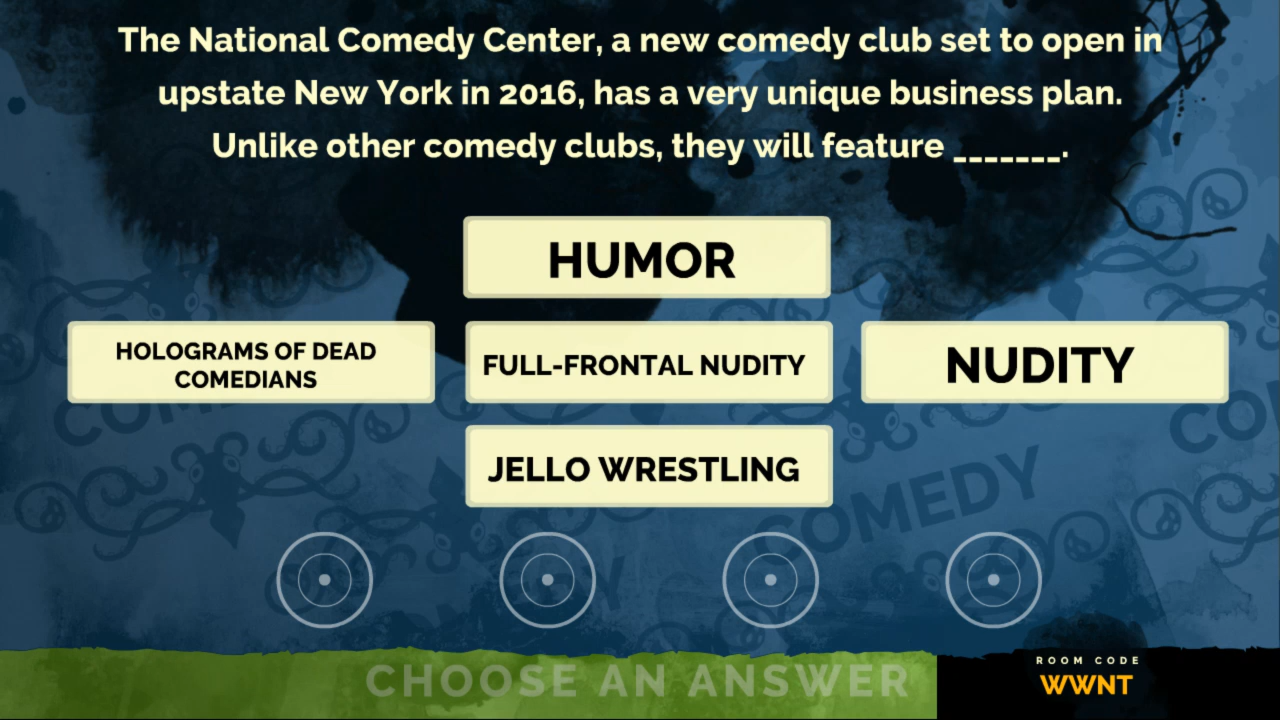 The National Comedy Center, a new comedy club set to open in
upstate New York in 2016, has a very unique business plan.
Unlike other comedy clubs, they will feature _______.
HUMOR
HOLOGRAMS OF DEAD
COMEDIANS
FULL-FRONTAL NUDITY
NUDITY
JELLO WRESTLING
COMEDY
CHOOSE AN ANSWER
ROOM CODE
WWNT